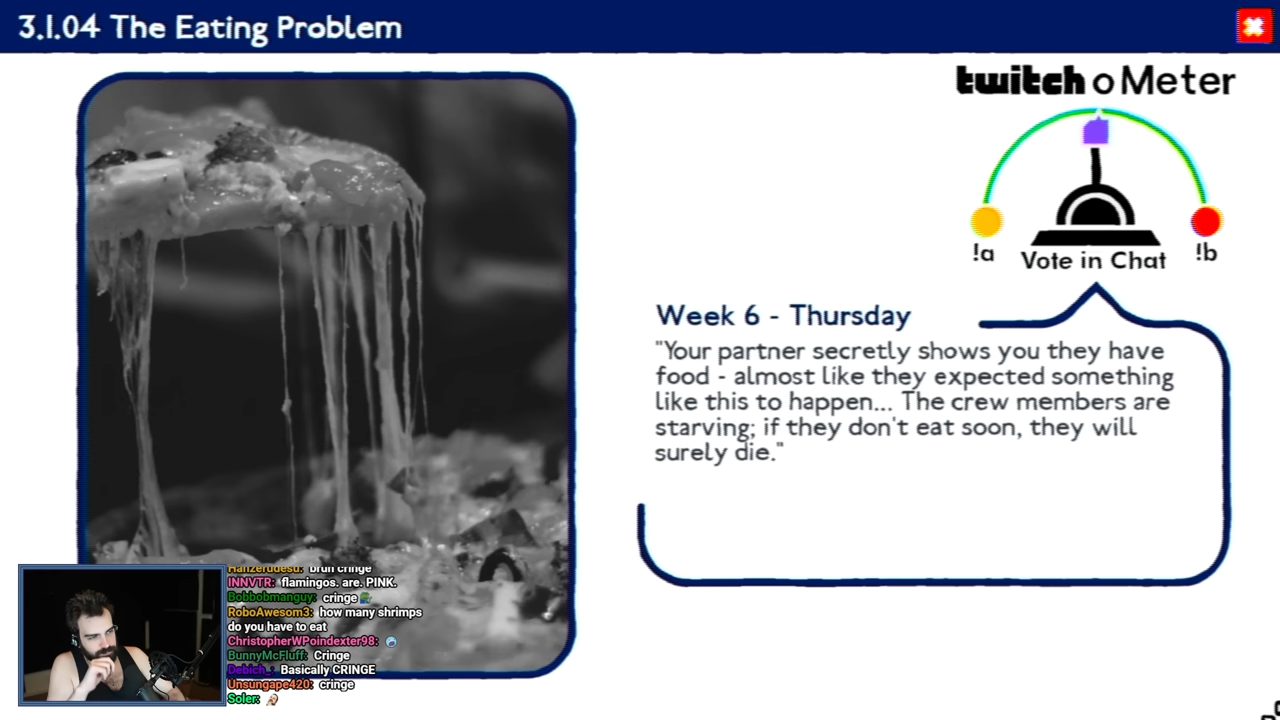 3.1.04 The Eating Problem
twitch o Meter
!a
Vote in Chat
!b
Week 6 - Thursday
"Your partner secretly shows you they have
food - almost like they expected something
like this to happen... The crew members are
starving; if they don't eat soon, they will
surely die."
Hanzerudesu: bruh cringe
INNVTR: flamingos. are. PINK.
Bobbobmanguy: cringe
RoboAwesom3: how many shrimps
do you have to eat
ChristopherWPoindexter98:
BunnyMcFluff: Cringe
Debich_: Basically CRINGE
Unsungape420: cringe
Soler: